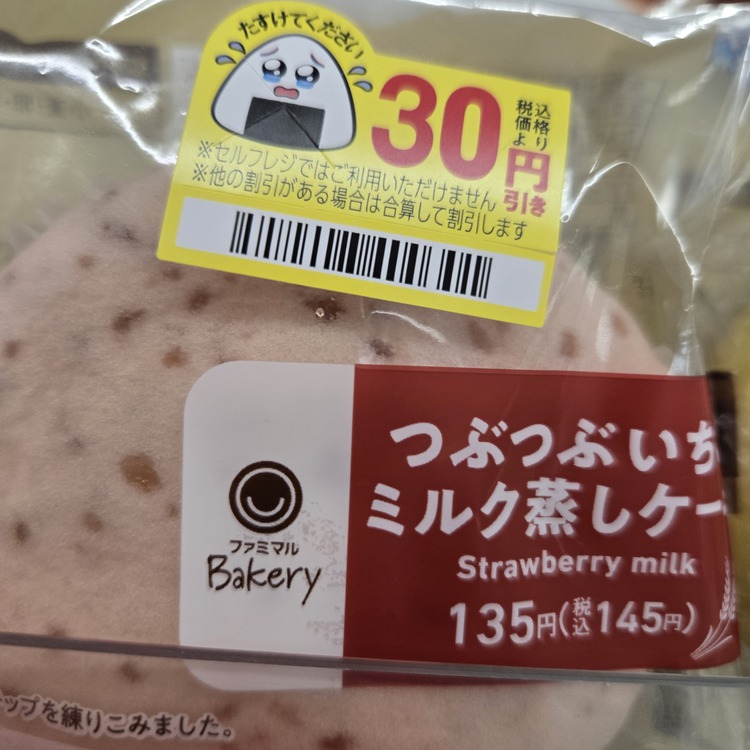 たすけてください
30円引き
税込価格より
※セルフレジではご利用いただけません
※他の割引がある場合は合算して割引します
つぶつぶいち
ミルク蒸しケー
Strawberry milk
135円(税込145円)
ファミマル
Bakery
ップを練りこみました。